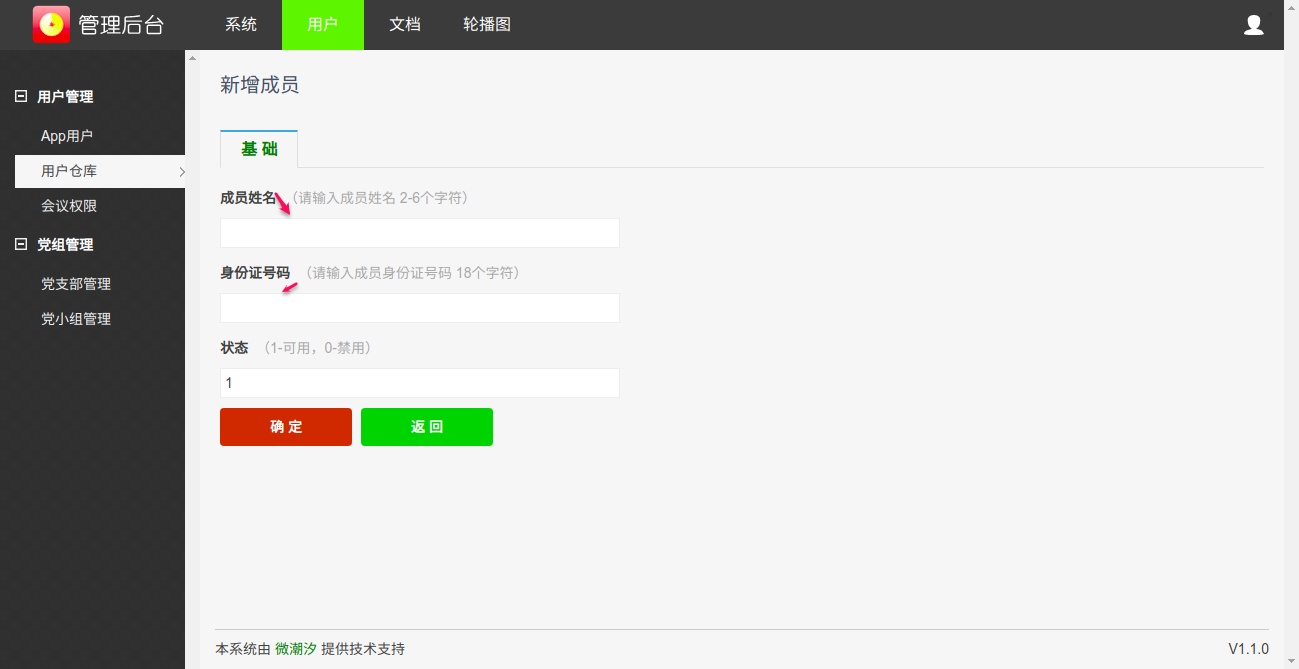 管理后台 系统 用户 文档 轮播图
用户管理
App用户
用户仓库
会议权限
党组管理
党支部管理
党小组管理
新增成员
基 础
成员姓名 （请输入成员姓名 2-6个字符）
身份证号码 （请输入成员身份证号码 18个字符）
状态 （1-可用，0-禁用）
1
确 定 返 回
本系统由 微潮汐 提供技术支持 V1.1.0